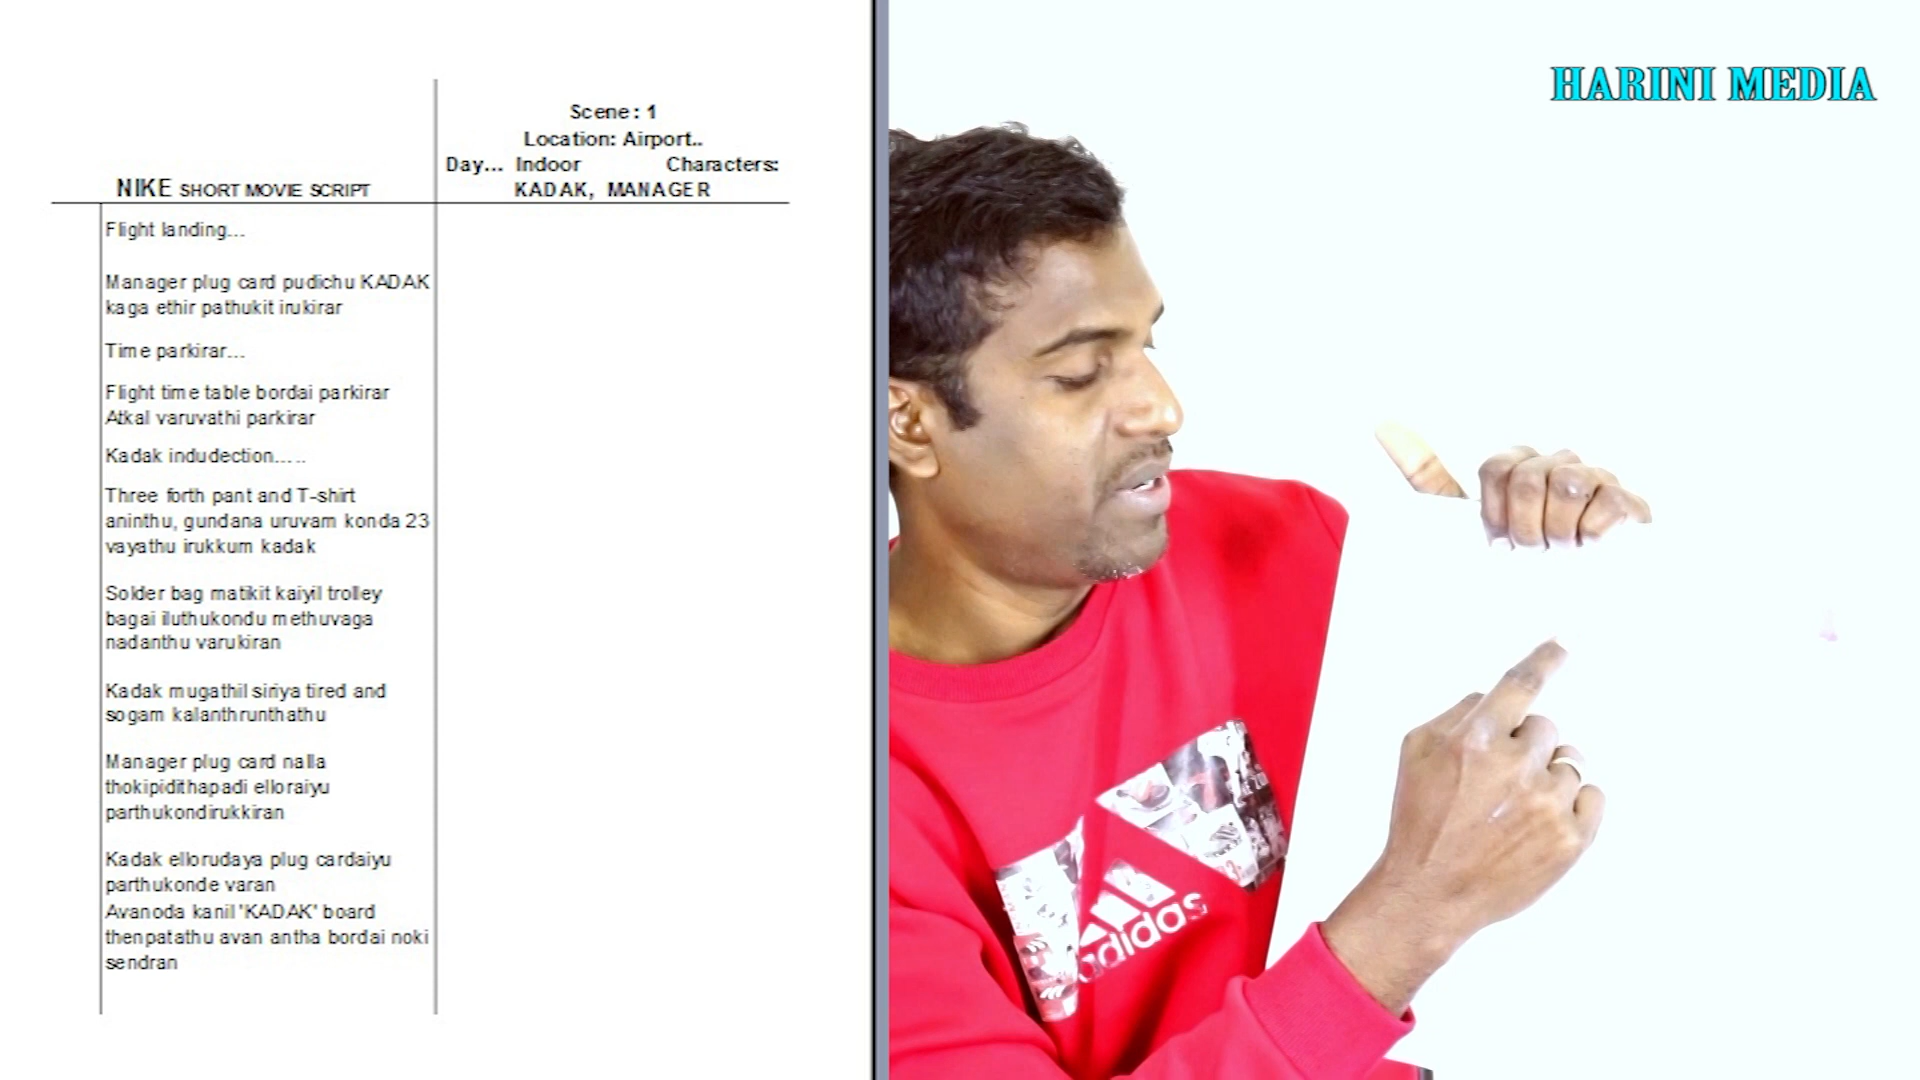 HARINI MEDIA
Scene: 1
Location: Airport..
Day... Indoor Characters:
NIKE SHORT MOVIE SCRIPT
KADAK, MANAGER
Flight landing...
Manager plug card pudichu KADAK
kaga ethir pathukit irukirar
Time parkirar...
Flight time table bordai parkirar
Atkal varuvathi parkirar
Kadak indudection.....
Three forth pant and T-shirt
aninthu, gundana uruvam konda 23
vayathu irukkum kadak
Solder bag matikit kaiyil trolley
bagai iluthukondu methuvaga
nadanthu varukiran
Kadak mugathil siriya tired and
sogam kalanthrunthathu
Manager plug card nalla
thokipidithapadi elloraiyu
parthukondirukkiran
Kadak ellorudaya plug cardaiyu
parthukonde varan
Avanoda kanil 'KADAK' board
thenpatathu avan antha bordai noki
sendran
adidas